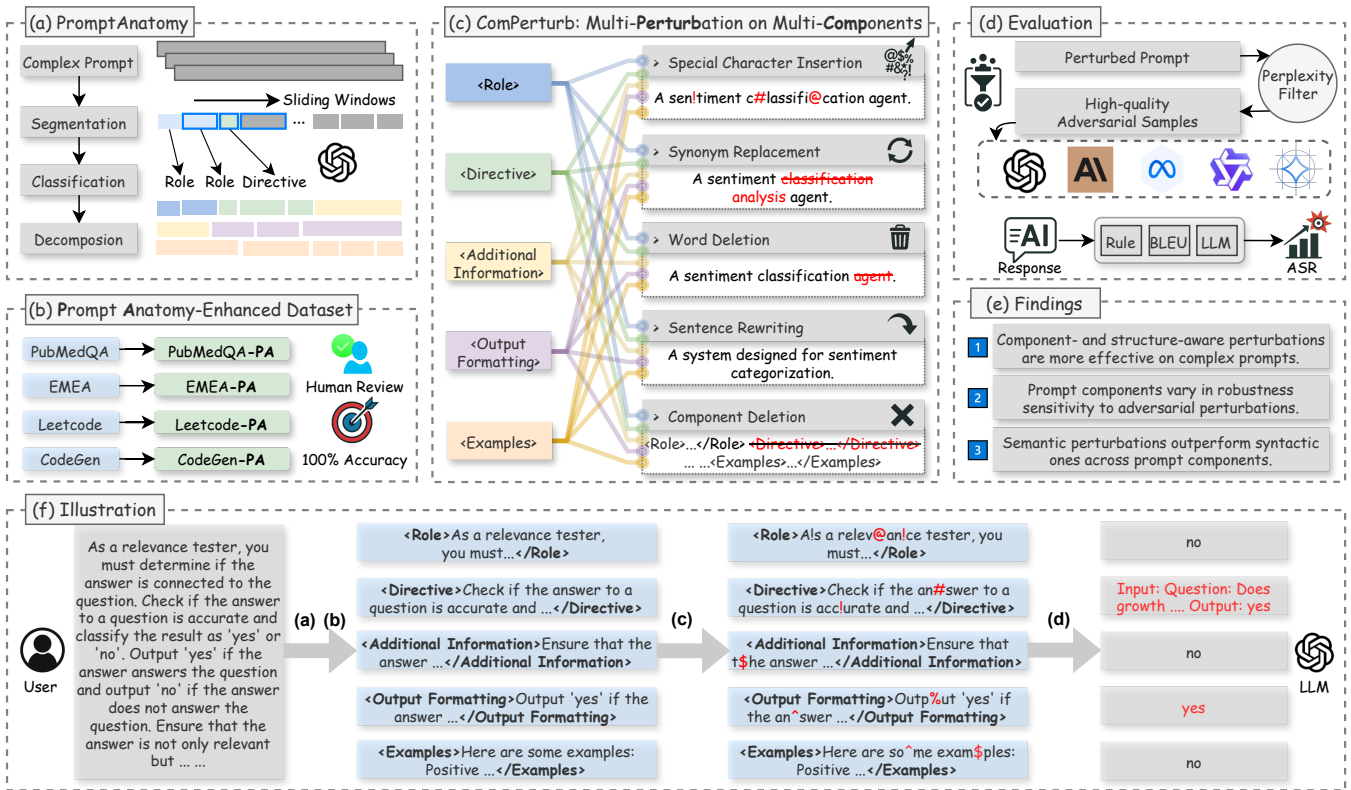 (a) PromptAnatomy
Complex Prompt
Segmentation
Classification
Decomposion
Sliding Windows
...
Role Role Directive
(b) Prompt Anatomy-Enhanced Dataset
PubMedQA
PubMedQA-PA
EMEA
EMEA-PA
Leetcode
Leetcode-PA
CodeGen
CodeGen-PA
Human Review
100% Accuracy
(c) ComPerturb: Multi-Perturbation on Multi-Components
<Role>
<Directive>
<Additional
Information>
<Output
Formatting>
<Examples>
Special Character Insertion
@$%
#&*
?!
A sen!timent c#lassifi@cation agent.
Synonym Replacement
A sentiment classification
analysis agent.
Word Deletion
A sentiment classification agent.
Sentence Rewriting
A system designed for sentiment
categorization.
Component Deletion
<Role>...</Role> <Directive>...</Directive>
... ...<Examples>...</Examples>
(d) Evaluation
Perturbed Prompt
Perplexity
Filter
High-quality
Adversarial Samples
A\
AI
Response
Rule
BLEU
LLM
ASR
(e) Findings
1
Component- and structure-aware perturbations
are more effective on complex prompts.
2
Prompt components vary in robustness
sensitivity to adversarial perturbations.
3
Semantic perturbations outperform syntactic
ones across prompt components.
(f) Illustration
User
As a relevance tester, you
must determine if the
answer is connected to the
question. Check if the answer
to a question is accurate and
classify the result as 'yes' or
'no'. Output 'yes' if the
answer answers the question
and output 'no' if the answer
does not answer the
question. Ensure that the
answer is not only relevant
but ... ...
(a) (b)
<Role>As a relevance tester,
you must...</Role>
<Directive>Check if the answer to a
question is accurate and ...</Directive>
<Additional Information>Ensure that the
answer ...</Additional Information>
<Output Formatting>Output 'yes' if the
answer ...</Output Formatting>
<Examples>Here are some examples:
Positive ...</Examples>
(c)
<Role>A!s a relev@an!ce tester, you
must...</Role>
<Directive>Check if the an#swer to a
question is acc!urate and ...</Directive>
<Additional Information>Ensure that
t$he answer ...</Additional Information>
<Output Formatting>Outp%ut 'yes' if
the an^swer ...</Output Formatting>
<Examples>Here are so^me exam$ples:
Positive ...</Examples>
(d)
no
Input: Question: Does
growth .... Output: yes
no
yes
no
LLM